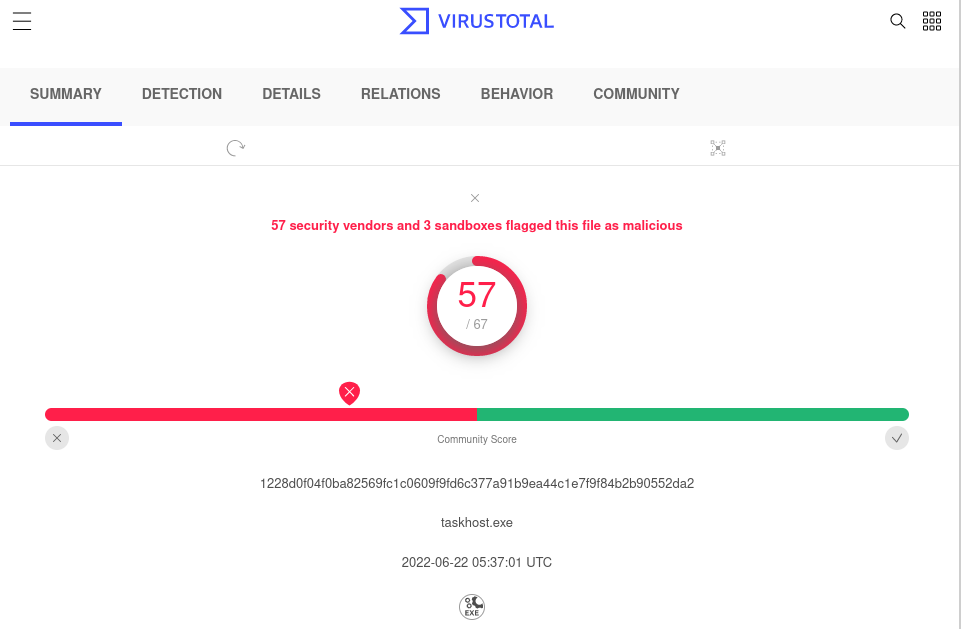 VIRUSTOTAL
SUMMARY DETECTION DETAILS RELATIONS BEHAVIOR COMMUNITY
57 security vendors and 3 sandboxes flagged this file as malicious
57
/ 67
Community Score
1228d0f04f0ba82569fc1c0609f9fd6c377a91b9ea44c1e7f9f84b2b90552da2
taskhost.exe
2022-06-22 05:37:01 UTC
EXE